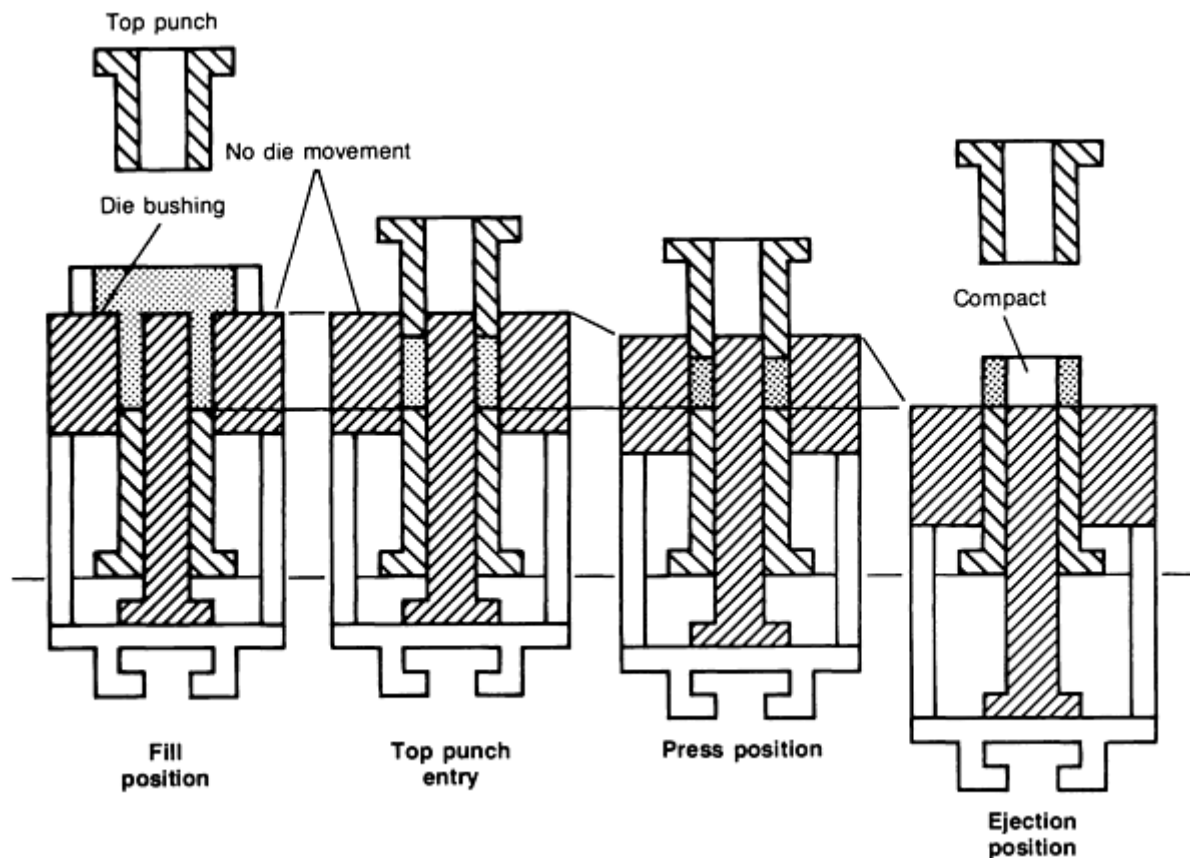 Top punch
No die movement
Die bushing
Compact
Fill
position
Top punch
entry
Press position
Ejection
position